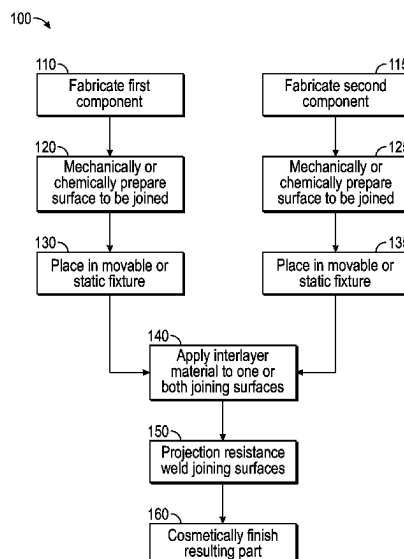 100
110
Fabricate first
component
115
Fabricate second
component
120
Mechanically or
chemically prepare
surface to be joined
125
Mechanically or
chemically prepare
surface to be joined
130
Place in movable or
static fixture
135
Place in movable or
static fixture
140
Apply interlayer
material to one or
both joining surfaces
150
Projection resistance
weld joining surfaces
160
Cosmetically finish
resulting part